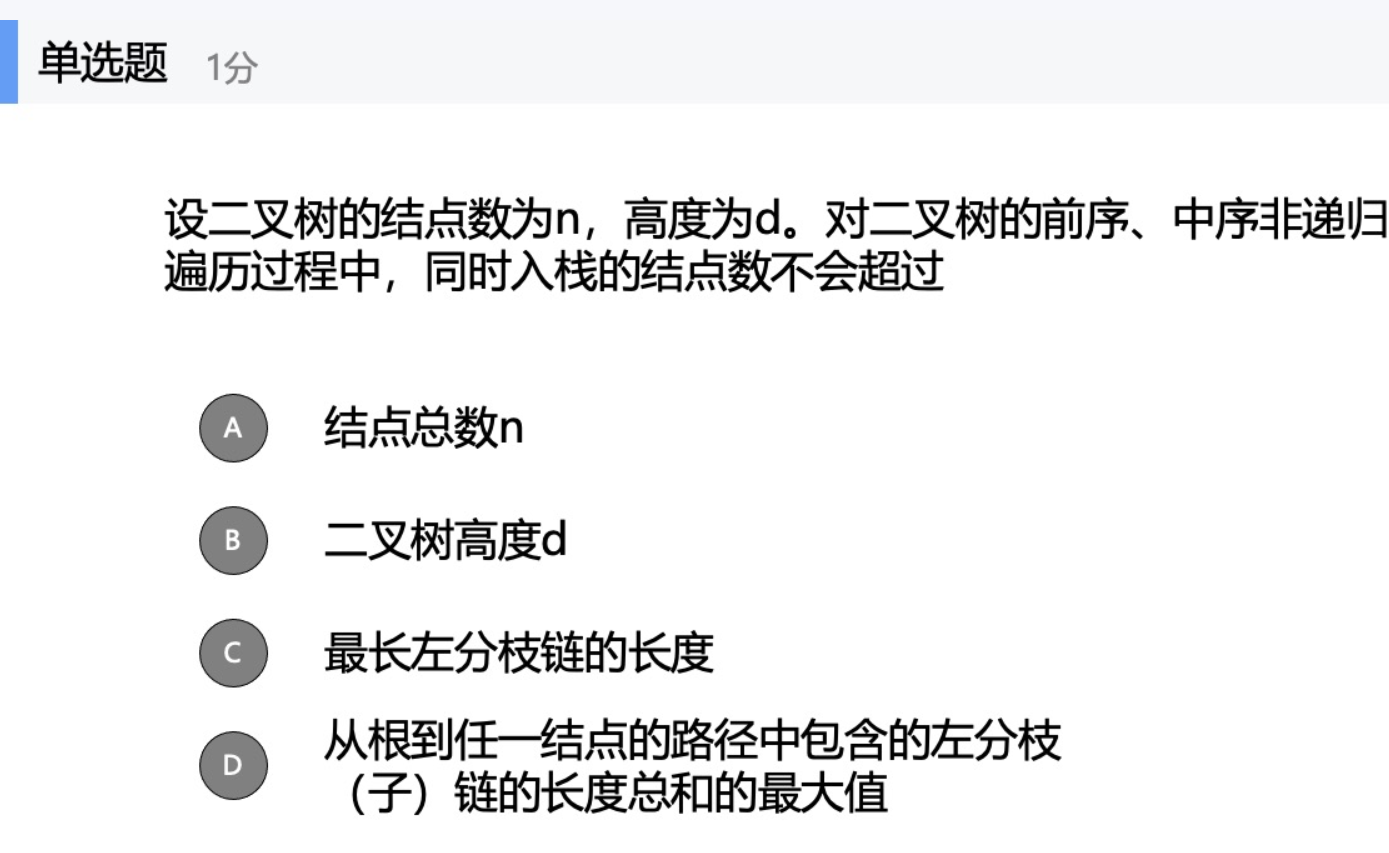 单选题 1分
设二叉树的结点数为n，高度为d。对二叉树的前序、中序非递归
遍历过程中，同时入栈的结点数不会超过
A 结点总数n
B 二叉树高度d
C 最长左分枝链的长度
D 从根到任一结点的路径中包含的左分枝
（子）链的长度总和的最大值